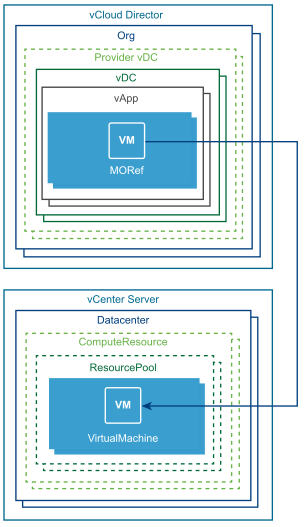 vCloud Director
Org
Provider vDC
vDC
vApp
VM
MORef
vCenter Server
Datacenter
ComputeResource
ResourcePool
VM
VirtualMachine